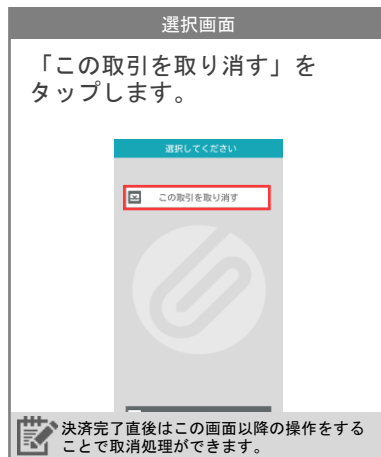 選択画面
「この取引を取り消す」を
タップします。
選択してください
この取引を取り消す
決済完了直後はこの画面以降の操作をする
ことで取消処理ができます。